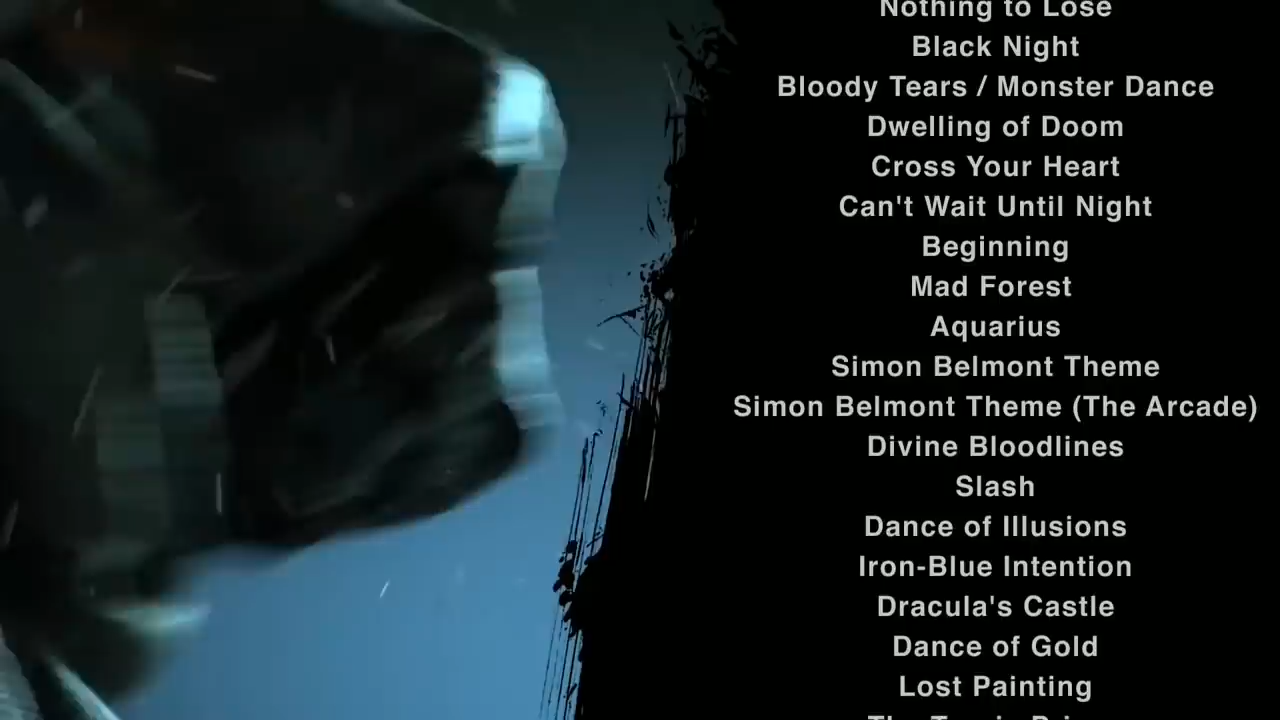 Nothing to Lose
Black Night
Bloody Tears / Monster Dance
Dwelling of Doom
Cross Your Heart
Can't Wait Until Night
Beginning
Mad Forest
Aquarius
Simon Belmont Theme
Simon Belmont Theme (The Arcade)
Divine Bloodlines
Slash
Dance of Illusions
Iron-Blue Intention
Dracula's Castle
Dance of Gold
Lost Painting